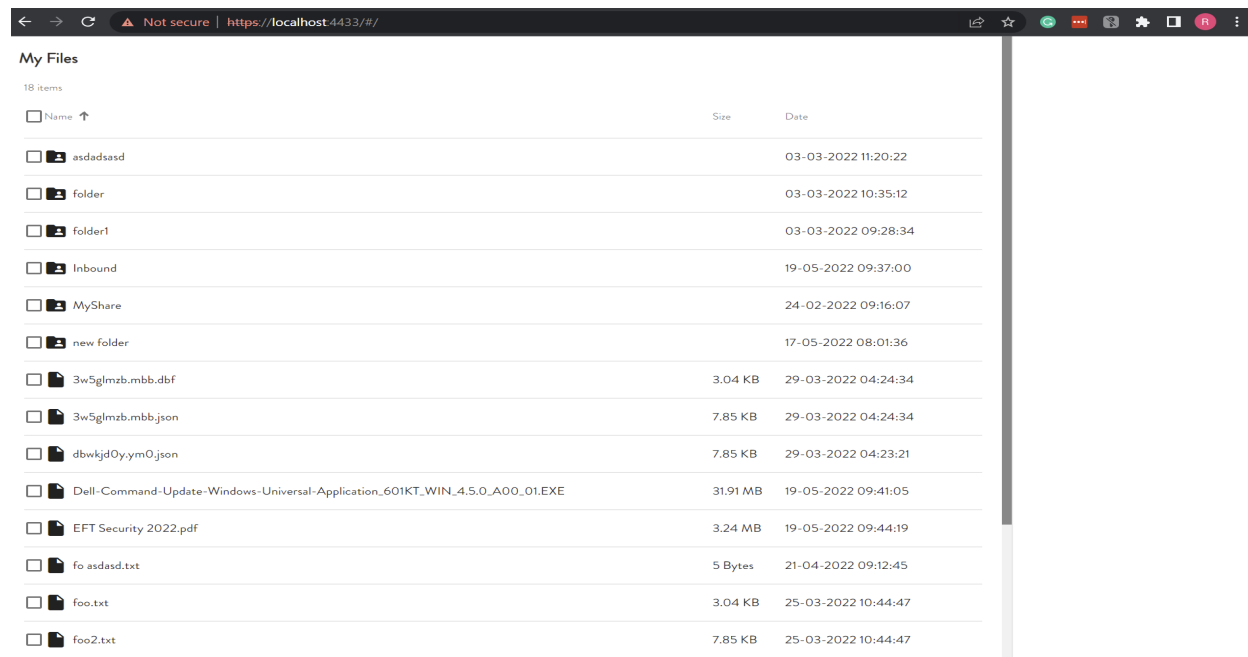 Not secure | https://localhost:4433/#/
R
My Files
18 items
Name Size Date
asdadsasd 03-03-2022 11:20:22
folder 03-03-2022 10:35:12
folder1 03-03-2022 09:28:34
Inbound 19-05-2022 09:37:00
MyShare 24-02-2022 09:16:07
new folder 17-05-2022 08:01:36
3w5glmzb.mbb.dbf 3.04 KB 29-03-2022 04:24:34
3w5glmzb.mbb.json 7.85 KB 29-03-2022 04:24:34
dbwkjd0y.ym0.json 7.85 KB 29-03-2022 04:23:21
Dell-Command-Update-Windows-Universal-Application_601KT_WIN_4.5.0_A00_01.EXE 31.91 MB 19-05-2022 09:41:05
EFT Security 2022.pdf 3.24 MB 19-05-2022 09:44:19
fo asdasd.txt 5 Bytes 21-04-2022 09:12:45
foo.txt 3.04 KB 25-03-2022 10:44:47
foo2.txt 7.85 KB 25-03-2022 10:44:47